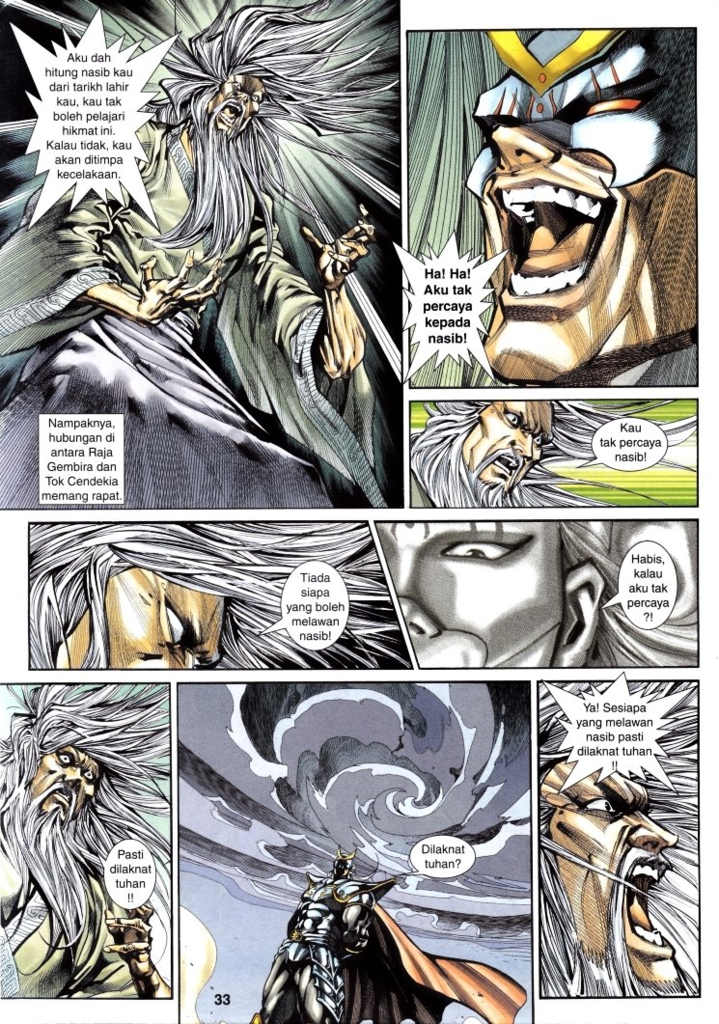 Aku dah
hitung nasib kau
dari tarikh lahir
kau, kau tak
boleh pelajari
hikmat ini.
Kalau tidak, kau
akan ditimpa
kecelakaan.
Nampaknya,
hubungan di
antara Raja
Gembira dan
Tok Cendekia
memang rapat.
Ha! Ha!
Aku tak
percaya
kepada
nasib!
Kau
tak percaya
nasib!
Tiada
siapa
yang boleh
melawan
nasib!
Habis,
kalau
aku tak
percaya
?!
Pasti
dilaknat
tuhan
!!
Dilaknat
tuhan?
Ya! Sesiapa
yang melawan
nasib pasti
dilaknat tuhan
!!
33